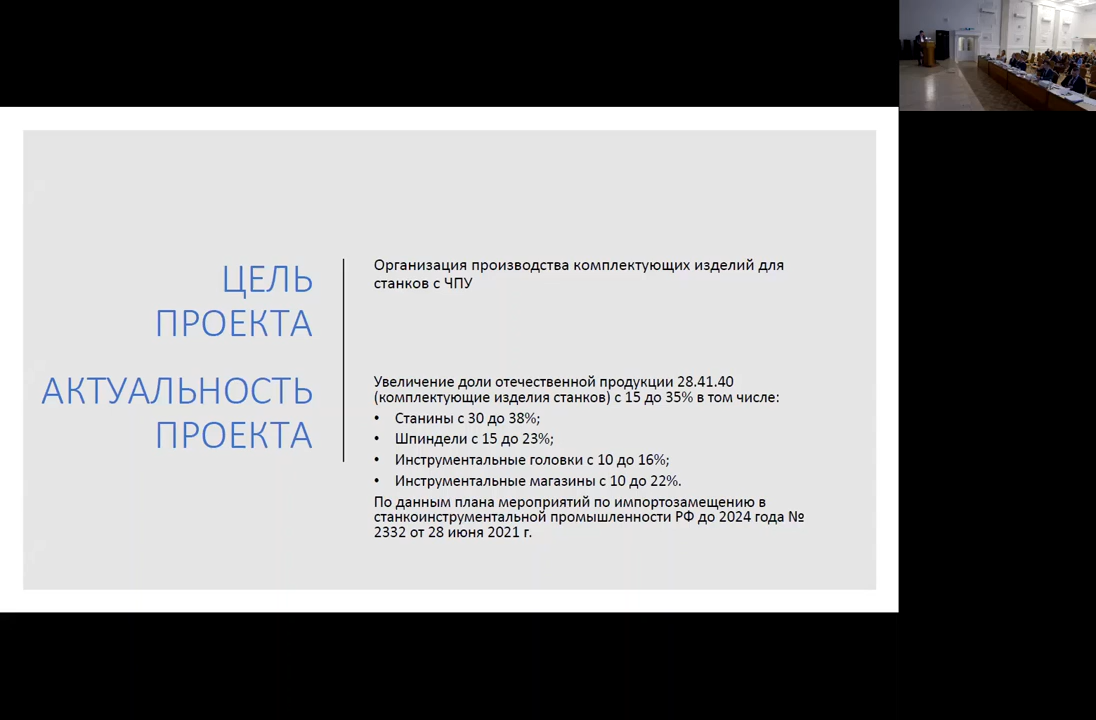 ЦЕЛЬ
ПРОЕКТА
Организация производства комплектующих изделий для
станков с ЧПУ
АКТУАЛЬНОСТЬ
ПРОЕКТА
Увеличение доли отечественной продукции 28.41.40
(комплектующие изделия станков) с 15 до 35% в том числе:
• Станины с 30 до 38%;
• Шпиндели с 15 до 23%;
• Инструментальные головки с 10 до 16%;
• Инструментальные магазины с 10 до 22%.
По данным плана мероприятий по импортозамещению в
станкоинструментальной промышленности РФ до 2024 года №
2332 от 28 июня 2021 г.